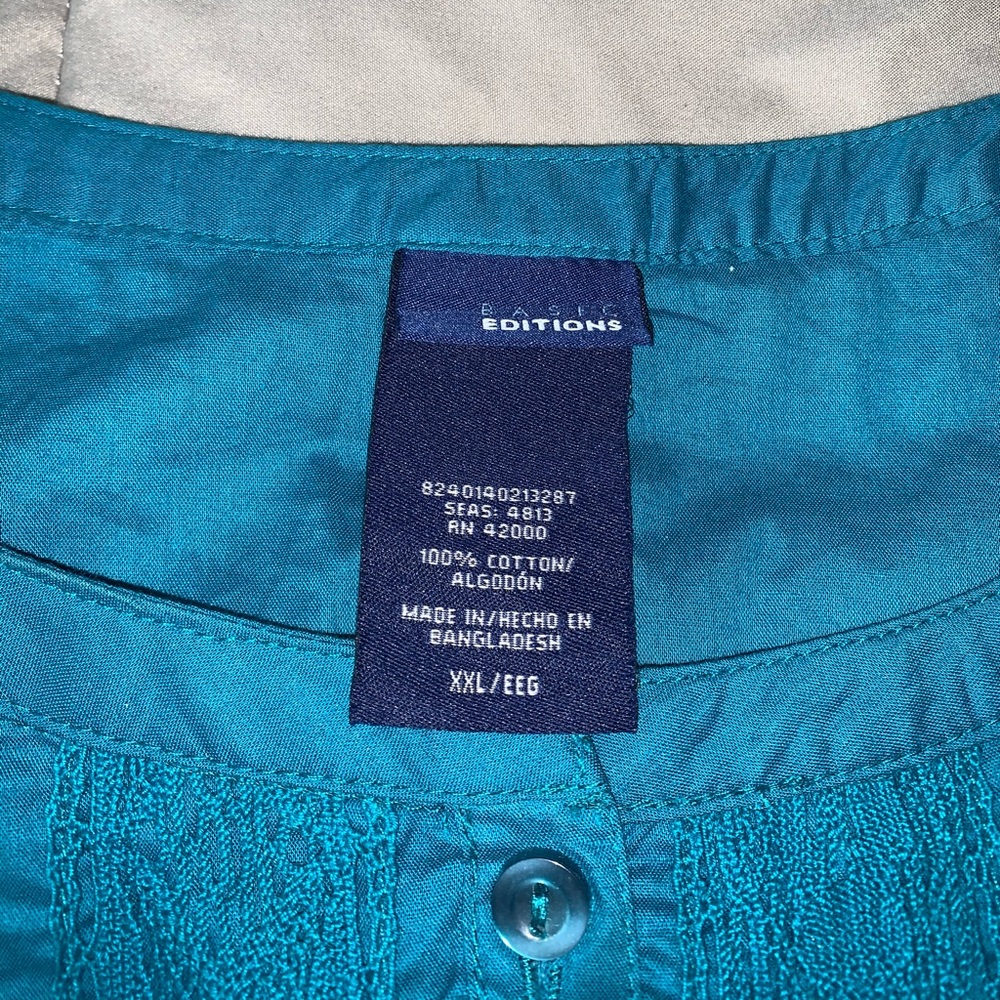 BASIC
EDITIONS
8240140213287
SEAS: 4813
RN 42000
100% COTTON/
ALGODÓN
MADE IN/HECHO EN
BANGLADESH
XXL/EEG